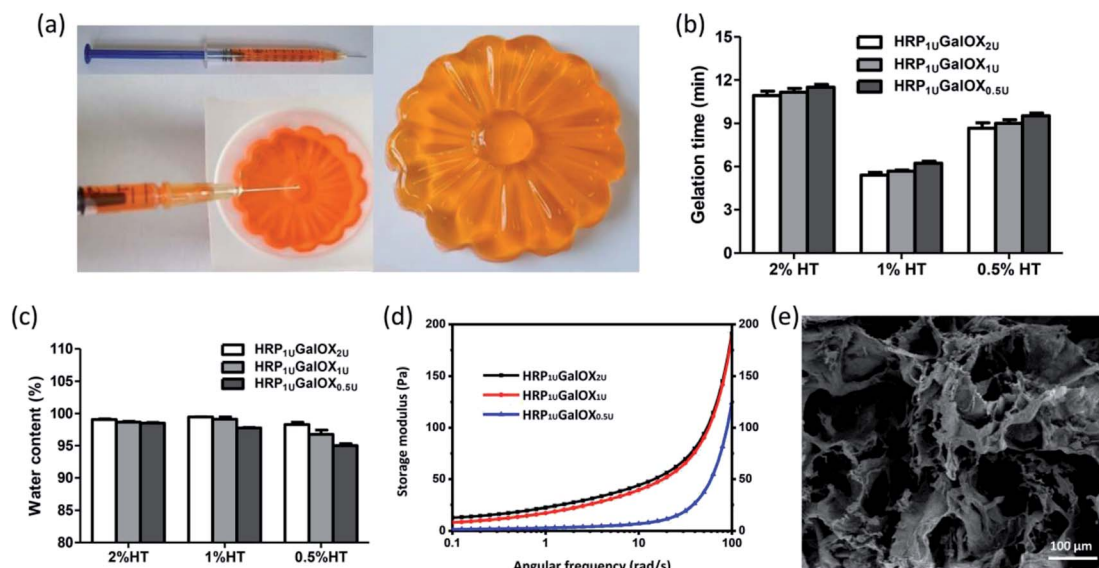 (a)
(b)
HRP1UGalOX2U
HRP1UGalOX1U
HRP1UGalOX0.5U
Gelation time (min)
15
12
9
6
3
0
2% HT
1% HT
0.5% HT
(c)
HRP1UGalOX2U
HRP1UGalOX1U
HRP1UGalOX0.5U
Water content (%)
110
105
100
95
90
85
80
2%HT
1%HT
0.5%HT
(d)
HRP1UGalOX2U
HRP1UGalOX1U
HRP1UGalOX0.5U
Storage modulus (Pa)
200
150
100
50
0
200
150
100
50
0
0.1
1
10
100
Angular frequency (rad/s)
(e)
100 µm